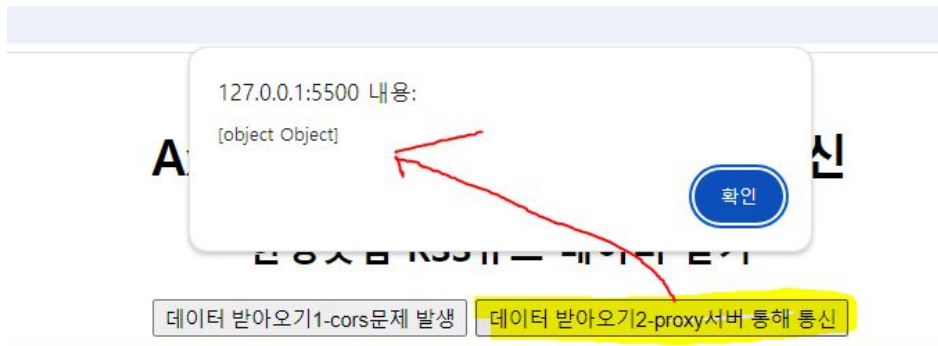 127.0.0.1:5500 내용:
[object Object]
A
신
확인
RSS
데이터 받아오기1-cors문제 발생
데이터 받아오기2-proxy서버 통해 통신